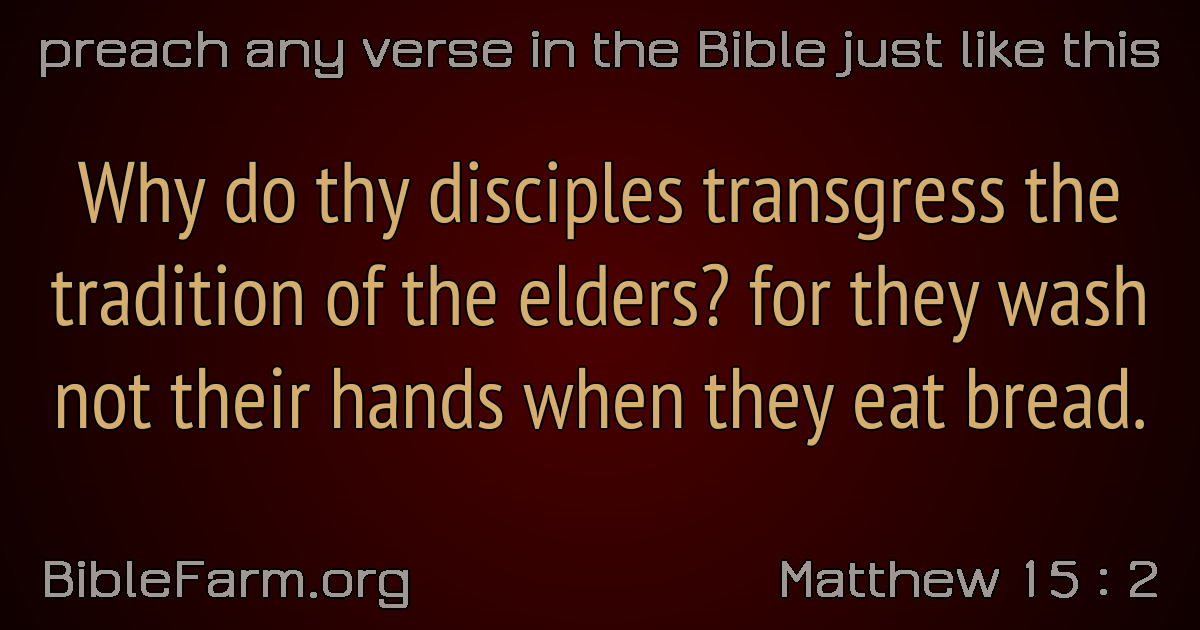 preach any verse in the Bible just like this
Why do thy disciples transgress the
tradition of the elders? for they wash
not their hands when they eat bread.
BibleFarm.org
Matthew 15 : 2